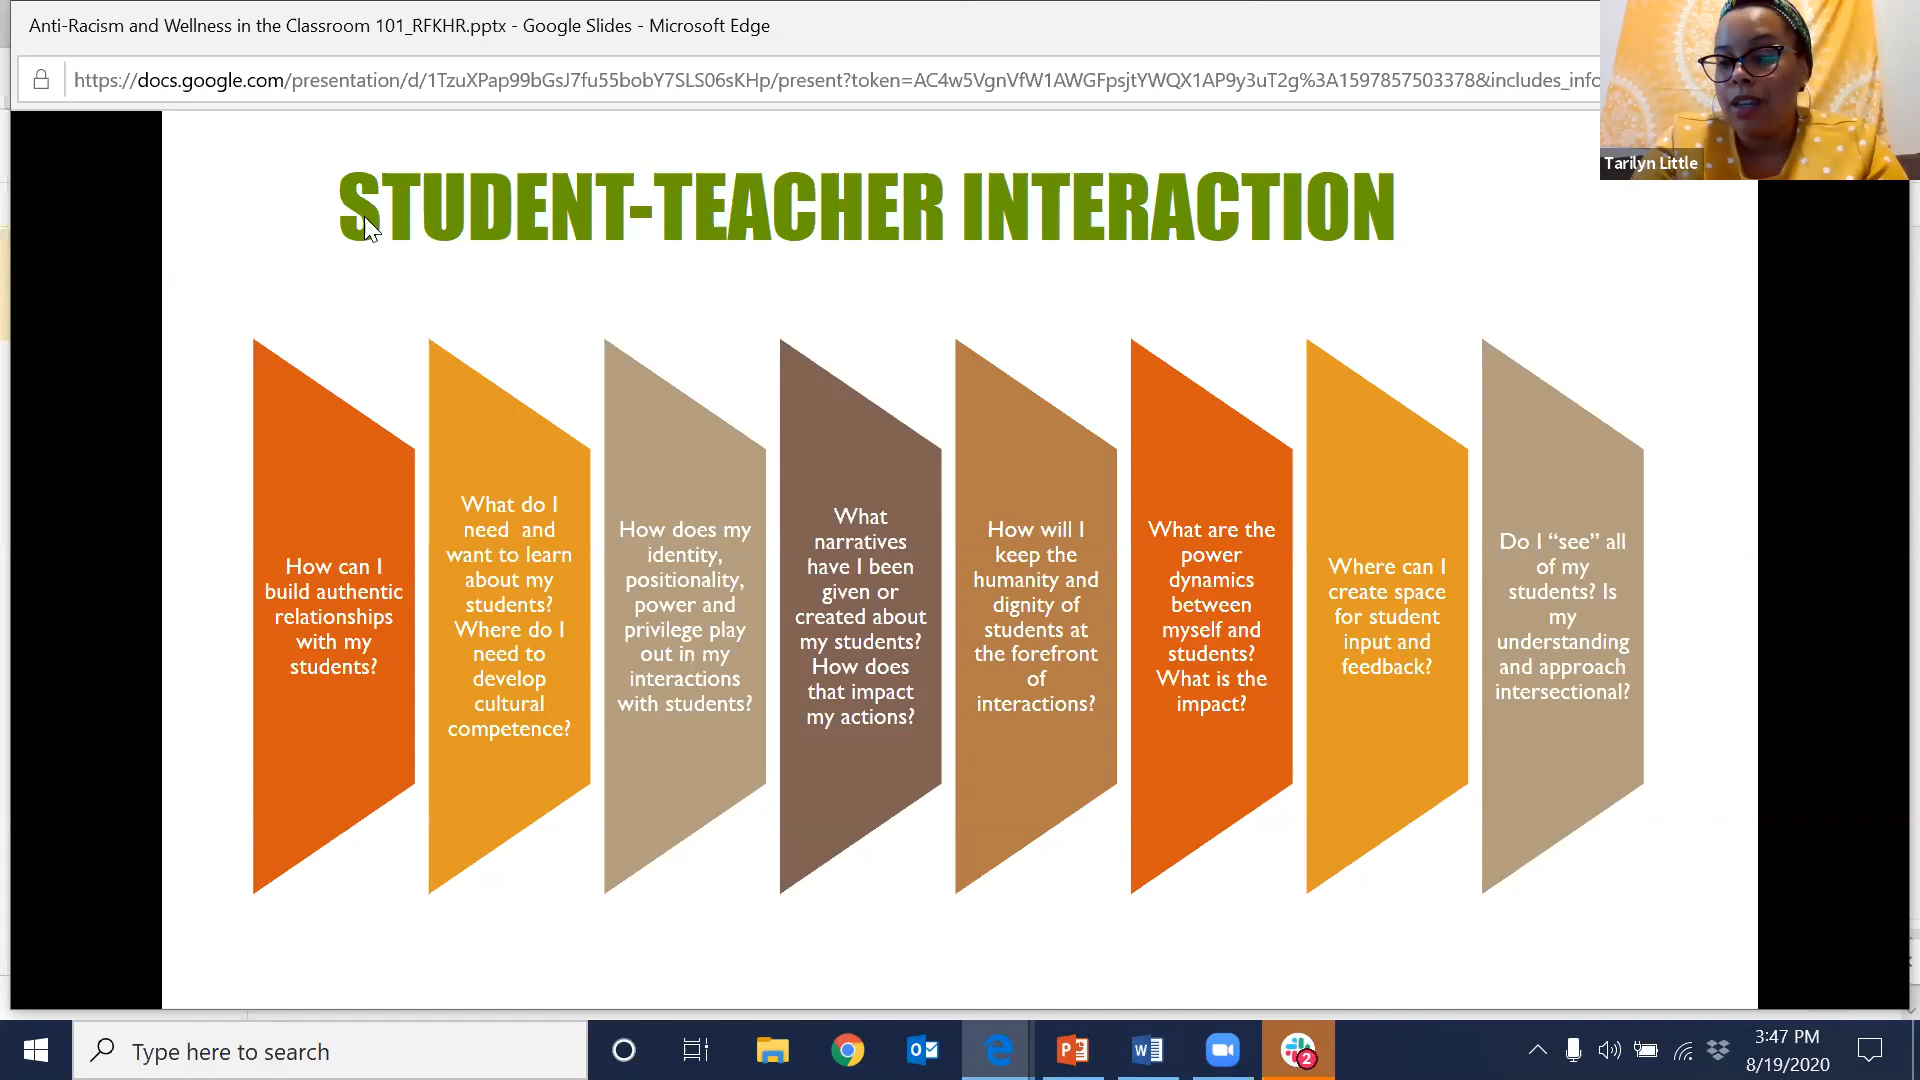 Anti-Racism and Wellness in the Classroom 101_RFKHR.pptx - Google Slides - Microsoft Edge
https://docs.google.com/presentation/d/1TzuXPap99bGsJ7fu55bobY7SLS06sKHp/present?token=AC4w5VgnVfW1AWGFpsjtYWQX1AP9y3uT2g%3A1597857503378&includes_info
Tarilyn Little
STUDENT-TEACHER INTERACTION
How can I
build authentic
relationships
with my
students?
What do I
need and
want to learn
about my
students?
Where do I
need to
develop
cultural
competence?
How does my
identity,
positionality,
power and
privilege play
out in my
interactions
with students?
What
narratives
have I been
given or
created about
my students?
How does
that impact
my actions?
How will I
keep the
humanity and
dignity of
students at
the forefront
of
interactions?
What are the
power
dynamics
between
myself and
students?
What is the
impact?
Where can I
create space
for student
input and
feedback?
Do I “see” all
of my
students? Is
my
understanding
and approach
intersectional?
Type here to search
2
3:47 PM
8/19/2020